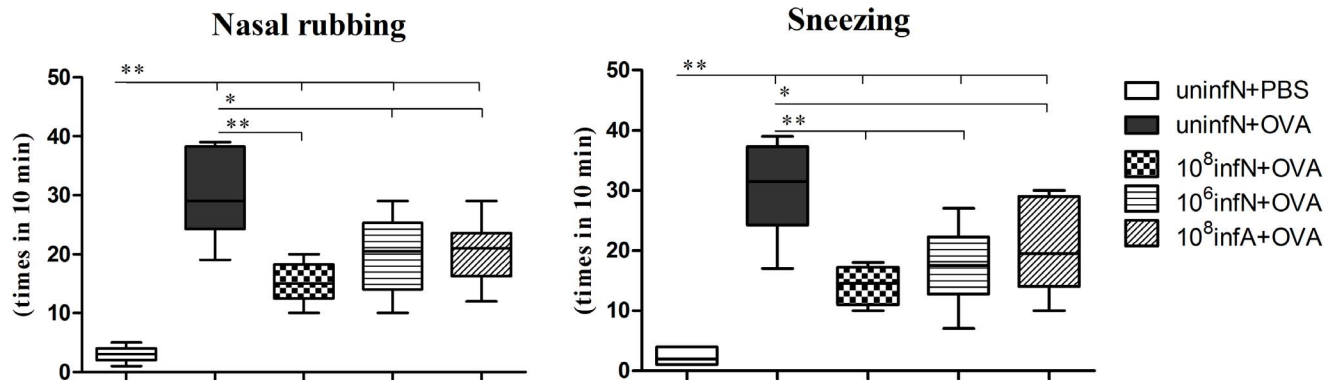 Nasal rubbing
(times in 10 min)
50
40
30
20
10
0
**
*
**
Sneezing
(times in 10 min)
50
40
30
20
10
0
**
*
**
uninfN+PBS
uninfN+OVA
10⁸infN+OVA
10⁶infN+OVA
10⁸infA+OVA